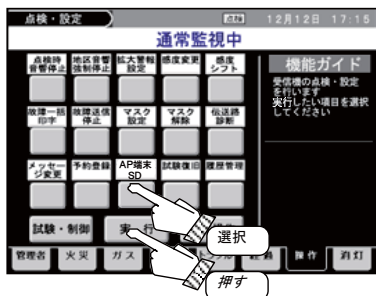 点検・設定
点検
12月12日 17:15
通常監視中
点検時
音響停止
地区音響
強制停止
拡大警報
設定
感度変更
感度
シフト
故障一括
印字
故障送信
停止
マスク
設定
マスク
解除
伝送路
診断
メッセー
ジ変更
予約登録
AP端末
SD
試験復旧
履歴管理
機能ガイド
受信機の点検・設定
を行います
実行したい項目を選択
してください
試験・制御
実 行
選択
管理者
火災
ガス
操作
消灯
押す